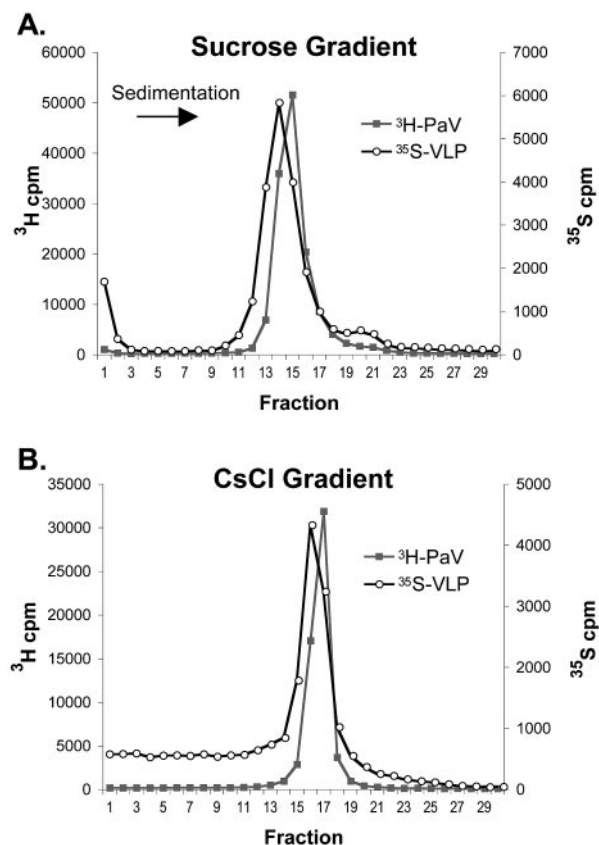 A.
Sucrose Gradient
60000
50000
40000
30000
20000
10000
0
³H cpm
Sedimentation
³H-PaV
³⁵S-VLP
7000
6000
5000
4000
3000
2000
1000
0
³⁵S cpm
1 3 5 7 9 11 13 15 17 19 21 23 25 27 29
Fraction
B.
CsCl Gradient
35000
30000
25000
20000
15000
10000
5000
0
³H cpm
³H-PaV
³⁵S-VLP
5000
4000
3000
2000
1000
0
³⁵S cpm
1 3 5 7 9 11 13 15 17 19 21 23 25 27 29
Fraction